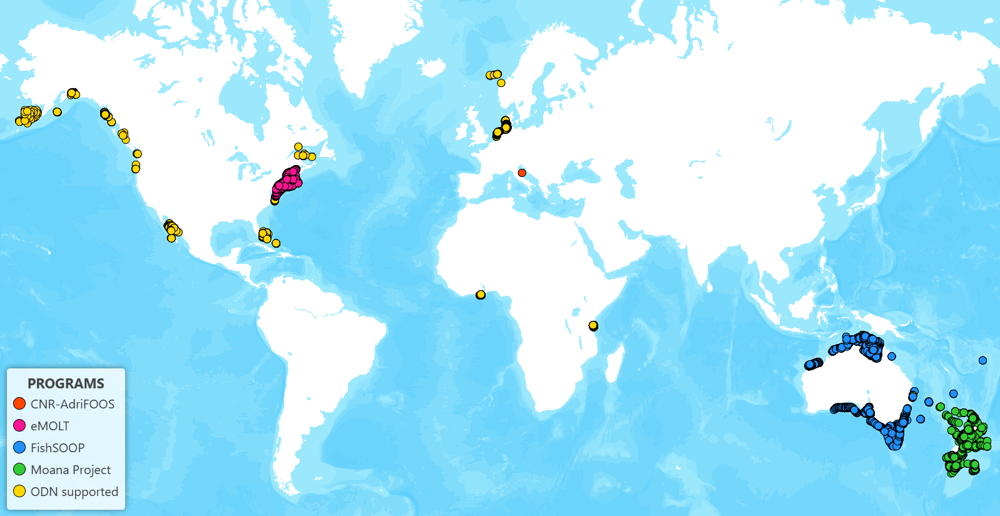 PROGRAMS
CNR-AdriFOOS
eMOLT
FishSOOP
Moana Project
ODN supported